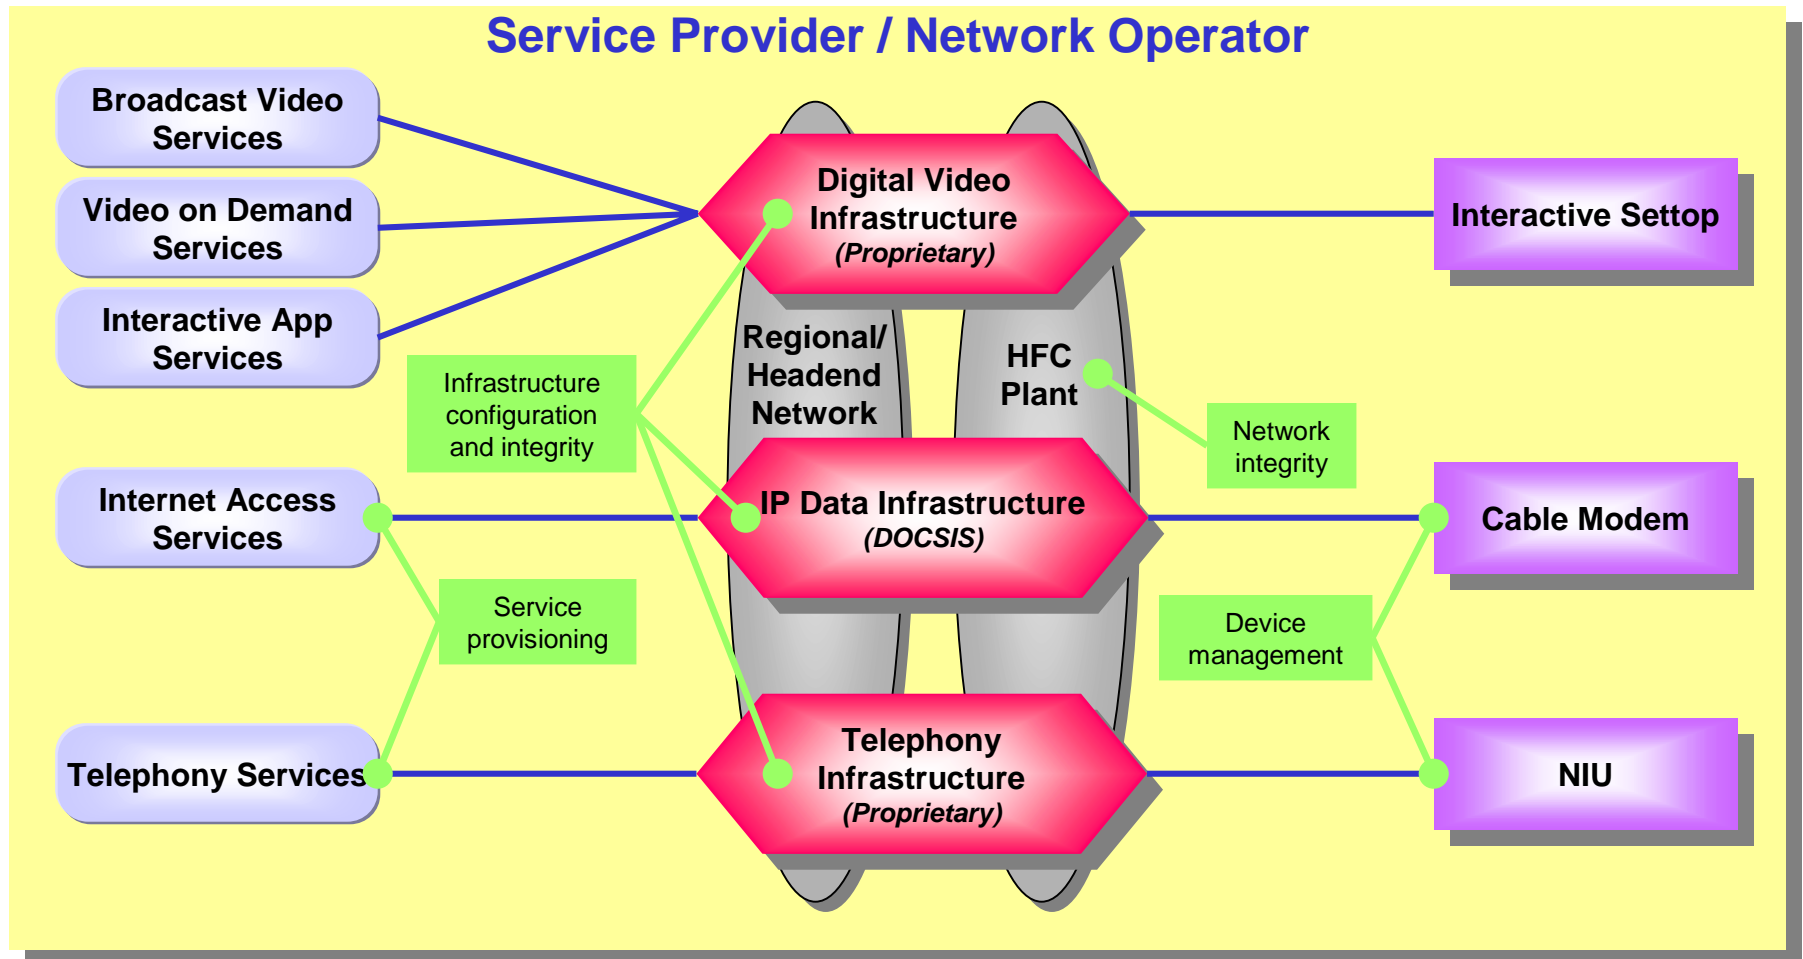 Service Provider / Network Operator
Broadcast Video
Services
Video on Demand
Services
Interactive App
Services
Internet Access
Services
Telephony Services
Infrastructure
configuration
and integrity
Service
provisioning
Digital Video
Infrastructure
(Proprietary)
Regional/
Headend
Network
HFC
Plant
IP Data Infrastructure
(DOCSIS)
Telephony
Infrastructure
(Proprietary)
Network
integrity
Device
management
Interactive Settop
Cable Modem
NIU